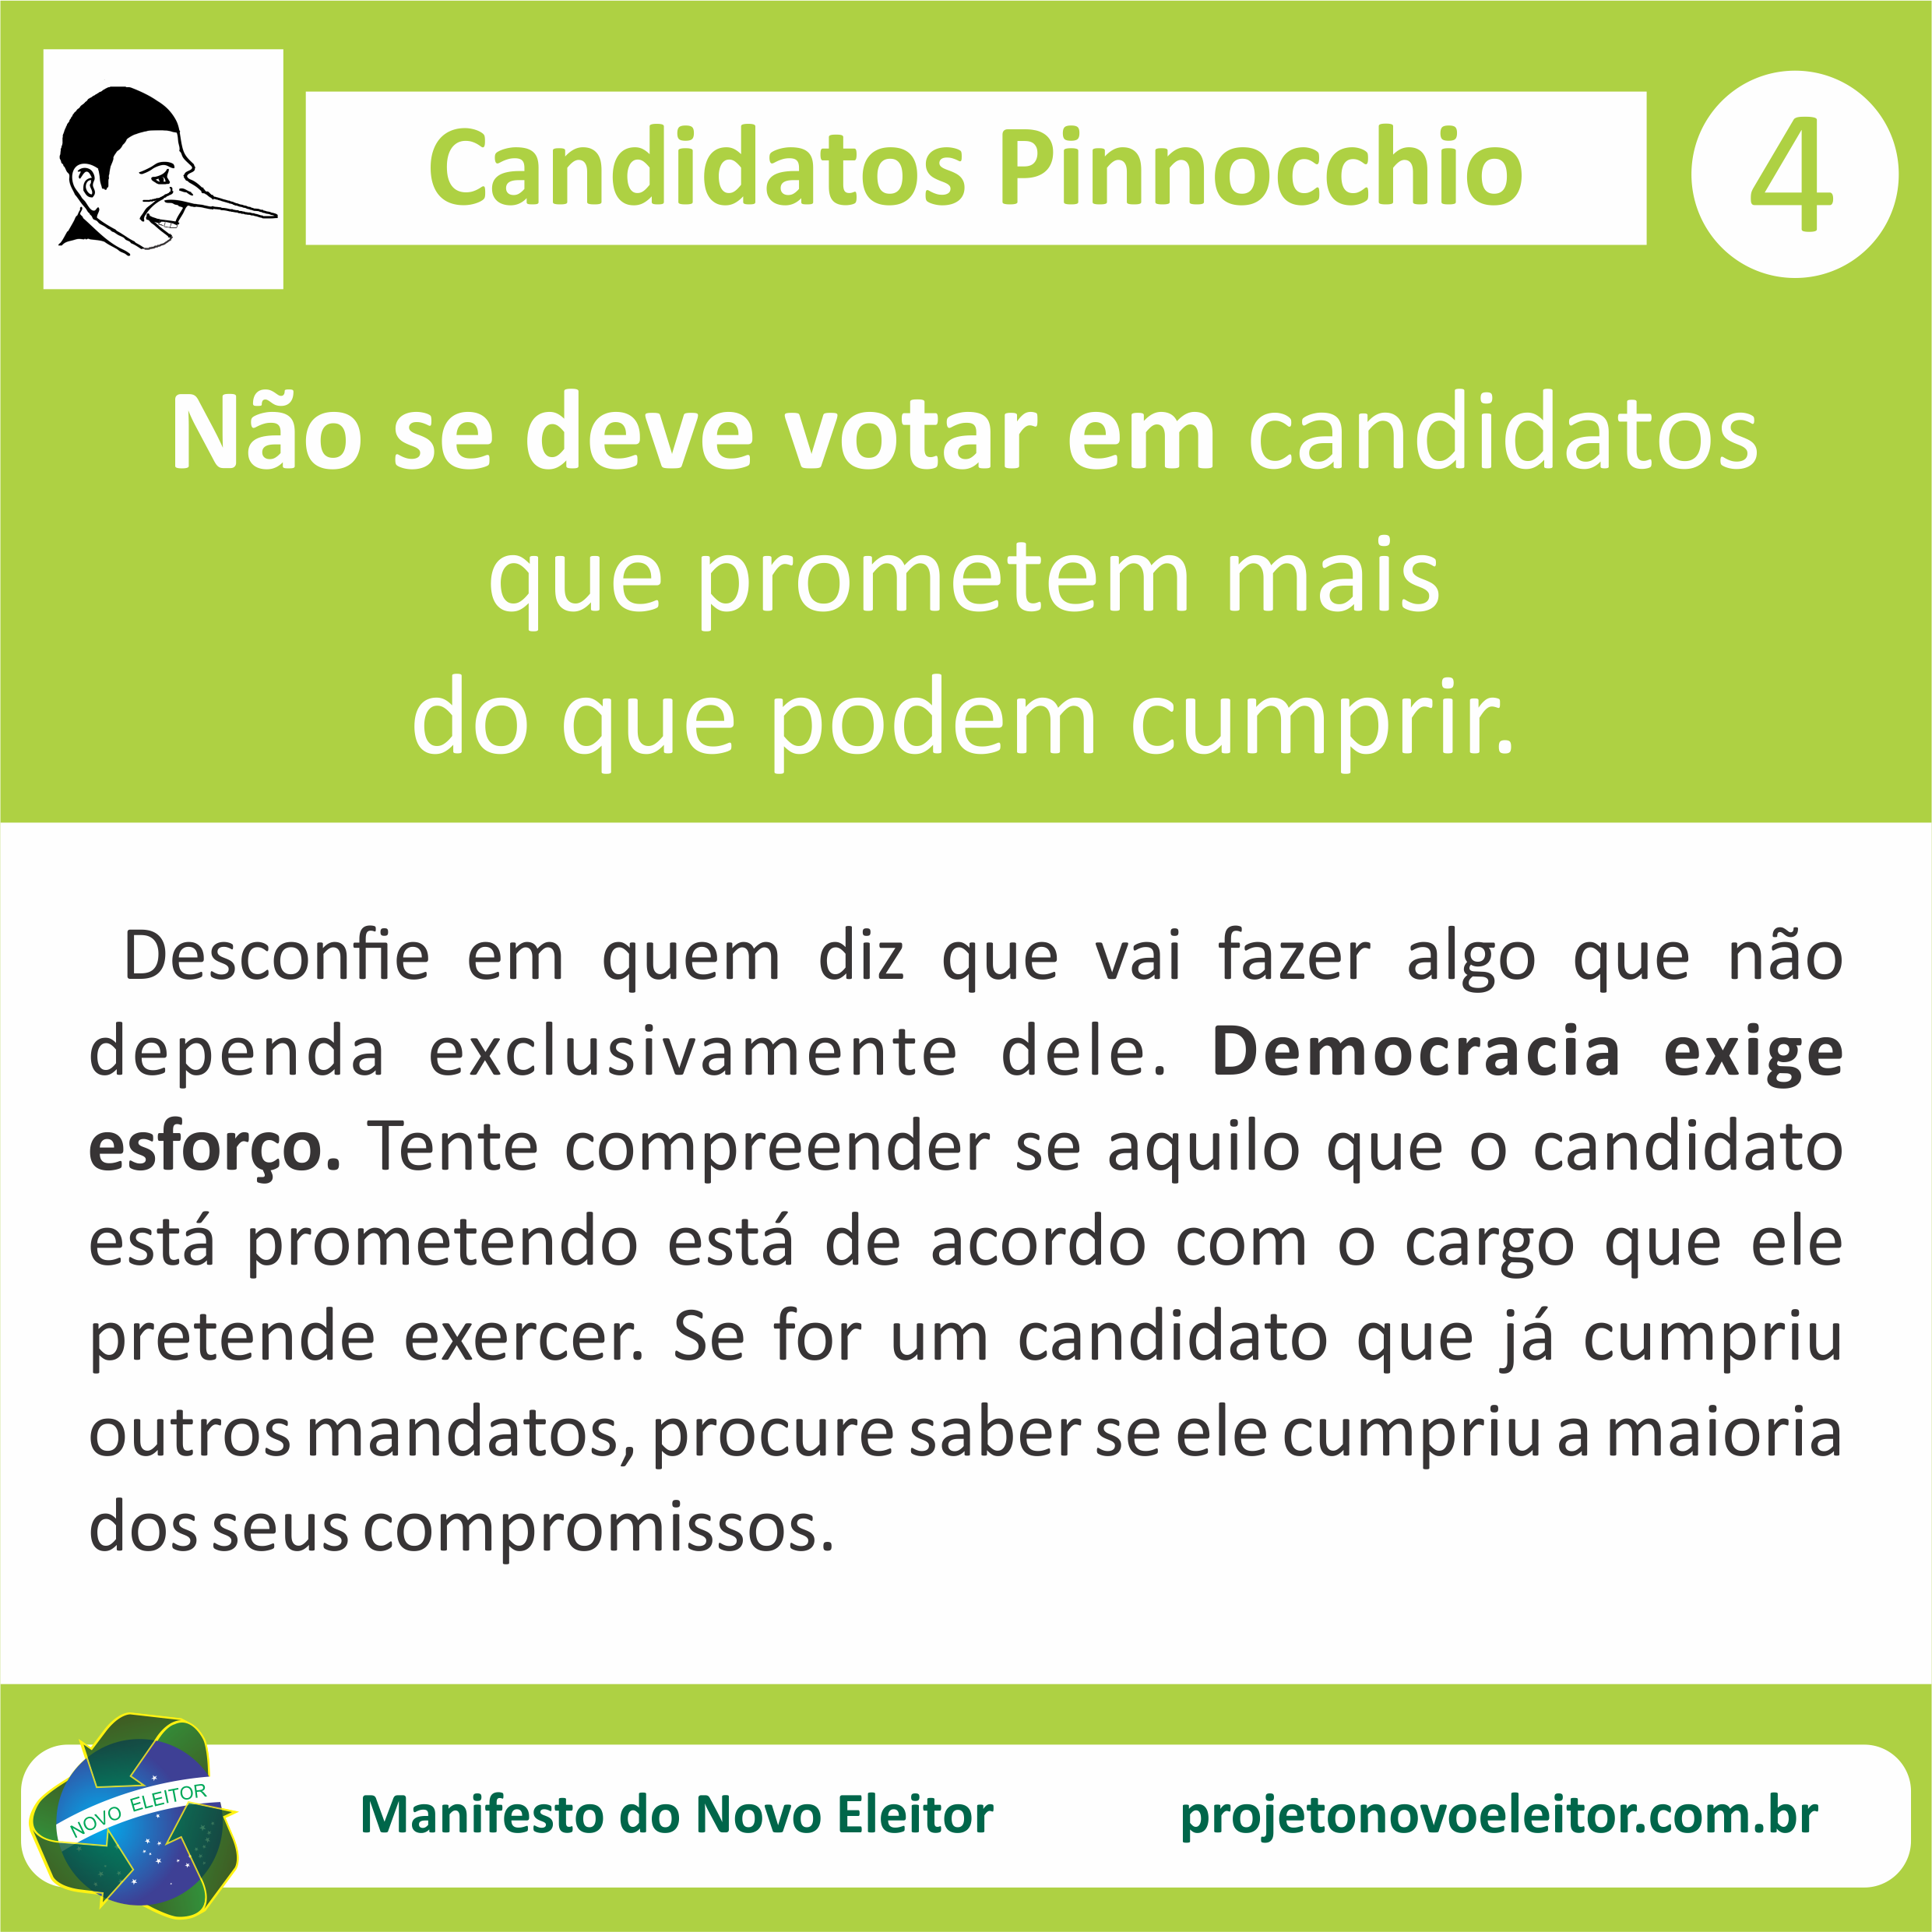 Candidatos Pinnocchio
4
Não se deve votar em candidatos
que prometem mais
do que podem cumprir.
Desconfie em quem diz que vai fazer algo que não
dependa exclusivamente dele. Democracia exige
esforço. Tente compreender se aquilo que o candidato
está prometendo está de acordo com o cargo que ele
pretende exercer. Se for um candidato que já cumpriu
outros mandatos, procure saber se ele cumpriu a maioria
dos seus compromissos.
NOVO ELEITOR
Manifesto do Novo Eleitor
projetonovoeleitor.com.br